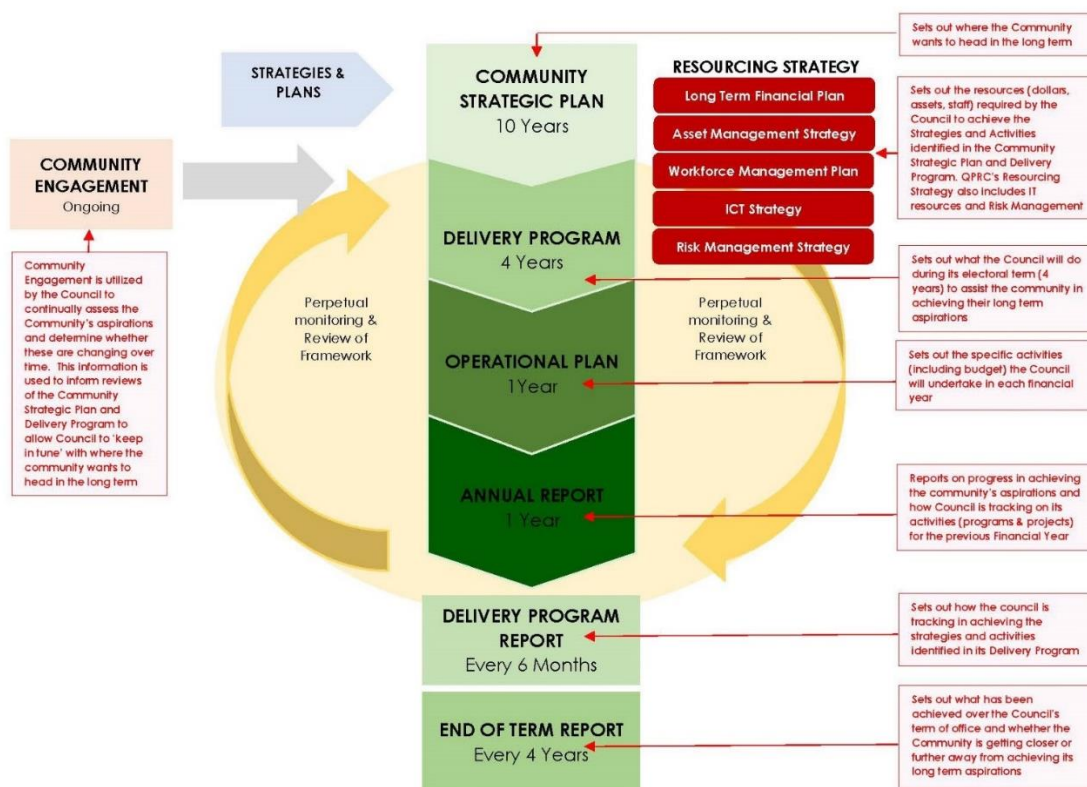 STRATEGIES &
PLANS
COMMUNITY
ENGAGEMENT
Ongoing
Community
Engagement is utilized
by the Council to
continually assess the
Community's aspirations
and determine whether
these are changing over
time. This information is
used to inform reviews
of the Community
Strategic Plan and
Delivery Program to
allow Council to 'keep
in tune' with where the
community wants to
head in the long term
COMMUNITY
STRATEGIC PLAN
10 Years
DELIVERY PROGRAM
4 Years
OPERATIONAL PLAN
1Year
ANNUAL REPORT
1 Year
DELIVERY PROGRAM
REPORT
Every 6 Months
END OF TERM REPORT
Every 4 Years
Perpetual
monitoring &
Review of
Framework
RESOURCING STRATEGY
Long Term Financial Plan
Asset Management Strategy
Workforce Management Plan
ICT Strategy
Risk Management Strategy
Perpetual
monitoring &
Review of
Framework
Sets out where the Community
wants to head in the long term
Sets out the resources (dollars,
assets, staff) required by the
Council to achieve the
Strategies and Activities
identified in the Community
Strategic Plan and Delivery
Program. QPRC's Resourcing
Strategy also includes IT
resources and Risk Management
Sets out what the Council will do
during its electoral term (4
years) to assist the community in
achieving their long term
aspirations
Sets out the specific activities
(including budget) the Council
will undertake in each financial
year
Reports on progress in achieving
the community's aspirations and
how Council is tracking on its
activities (programs & projects)
for the previous Financial Year
Sets out how the council is
tracking in achieving the
strategies and activities
identified in its Delivery Program
Sets out what has been
achieved over the Council's
term of office and whether the
Community is getting closer or
further away from achieving its
long term aspirations